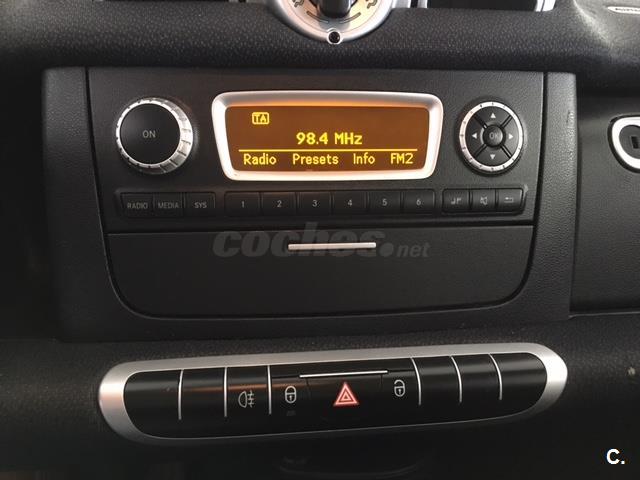 TA
98.4 MHz
Radio Presets Info FM2
ON
OK
RADIO MEDIA SYS 1 2 3 4 5 6
coches.net
C.